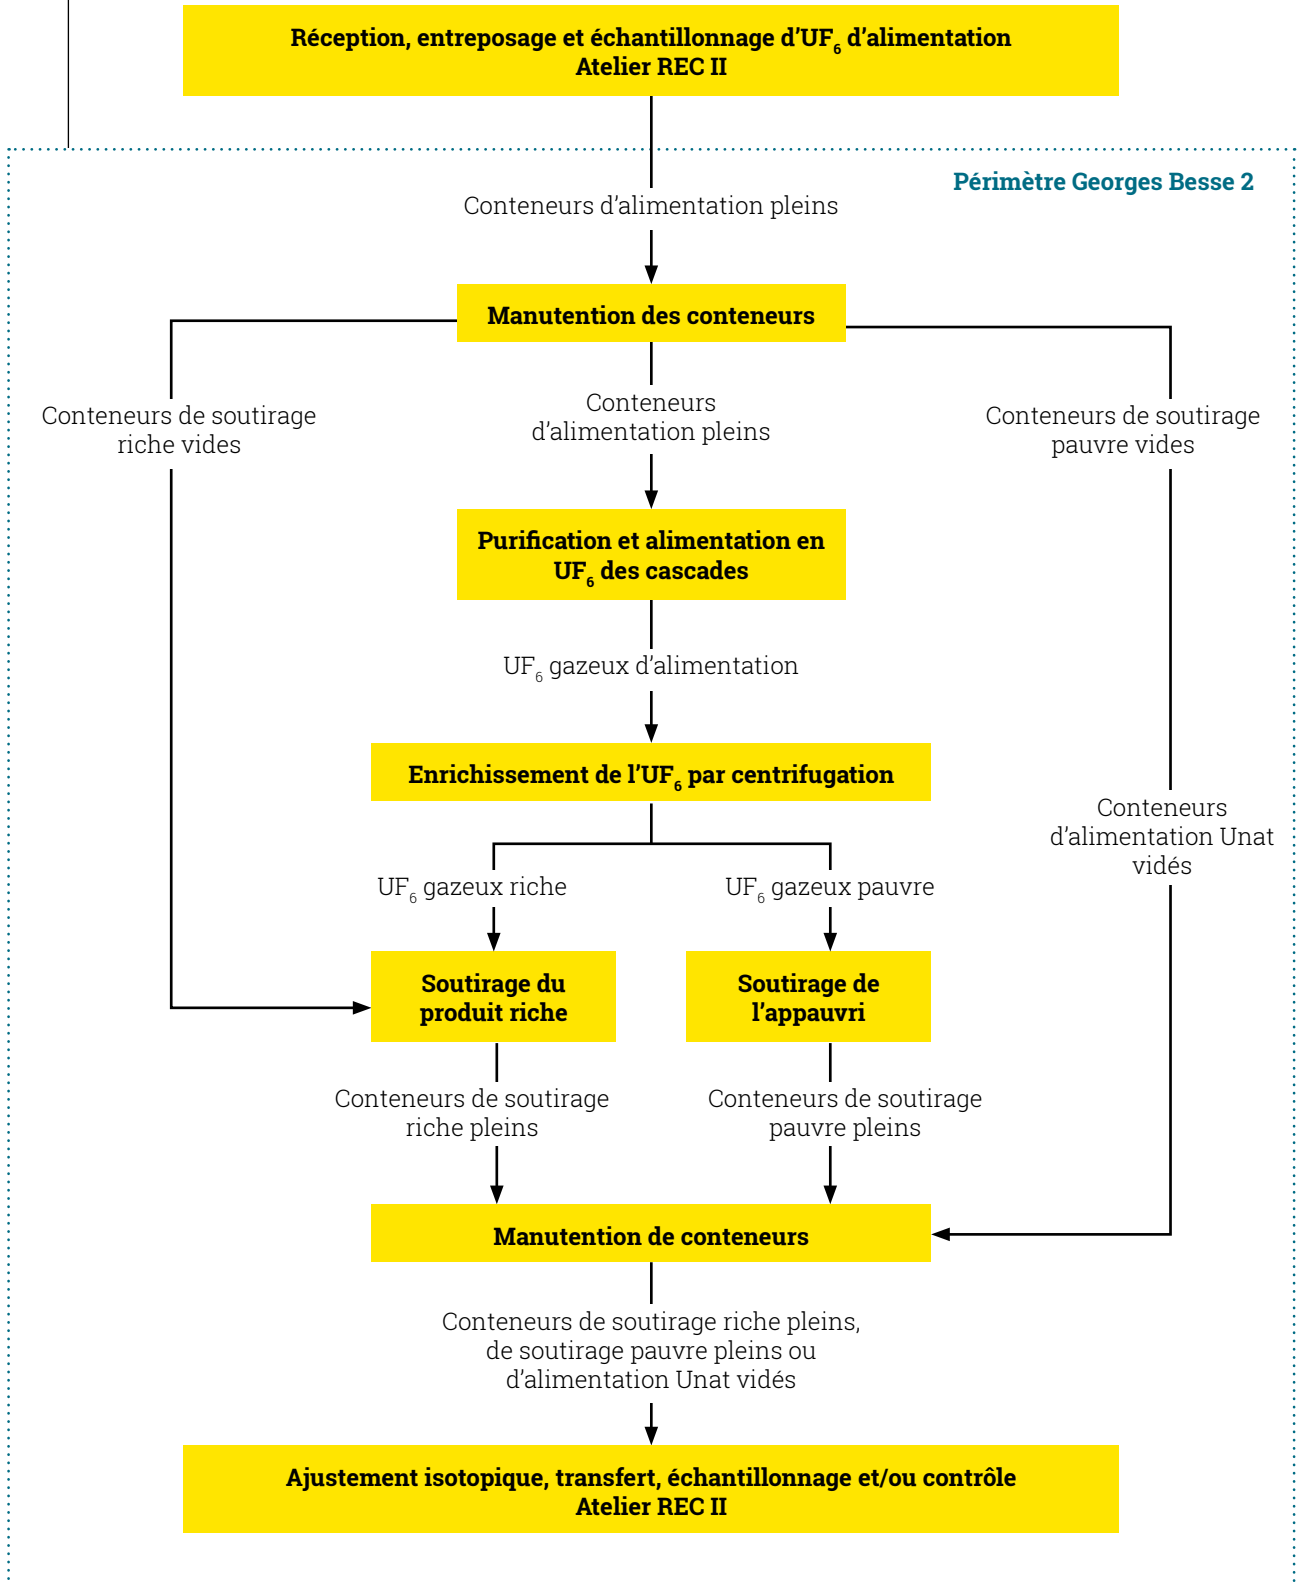 Réception, entreposage et échantillonnage d’UF₆ d’alimentation
Atelier REC II
Périmètre Georges Besse 2
Conteneurs d’alimentation pleins
Manutention des conteneurs
Conteneurs de soutirage
riche vides
Conteneurs
d’alimentation pleins
Conteneurs de soutirage
pauvre vides
Purification et alimentation en
UF₆ des cascades
UF₆ gazeux d’alimentation
Enrichissement de l’UF₆ par centrifugation
Conteneurs
d’alimentation Unat
vidés
UF₆ gazeux riche
UF₆ gazeux pauvre
Soutirage du
produit riche
Soutirage de
l’appauvri
Conteneurs de soutirage
riche pleins
Conteneurs de soutirage
pauvre pleins
Manutention de conteneurs
Conteneurs de soutirage riche pleins,
de soutirage pauvre pleins ou
d’alimentation Unat vidés
Ajustement isotopique, transfert, échantillonnage et/ou contrôle
Atelier REC II